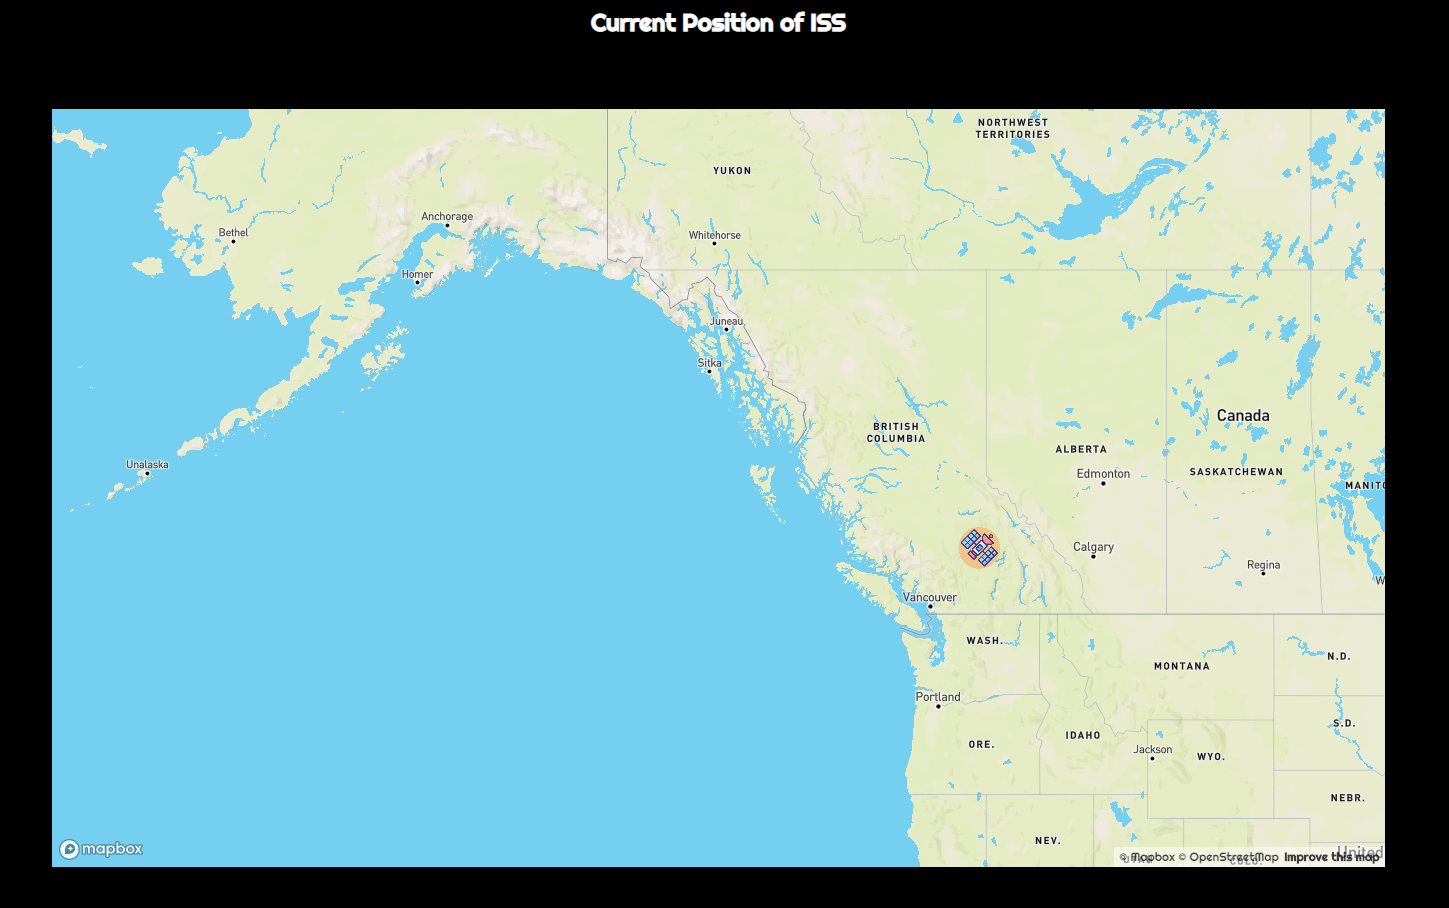 Current Position of ISS
NORTHWEST
TERRITORIES
YUKON
Anchorage
Bethel
Whitehorse
Homer
Juneau
Sitka
Canada
BRITISH
COLUMBIA
ALBERTA
Unalaska
Edmonton
SASKATCHEWAN
MANITO
Calgary
Regina
W
Vancouver
WASH.
N.D.
MONTANA
Portland
S.D.
IDAHO
ORE.
Jackson
WYO.
NEBR.
NEV.
mapbox
United
UTAH
COLO.
© Mapbox © OpenStreetMap Improve this map